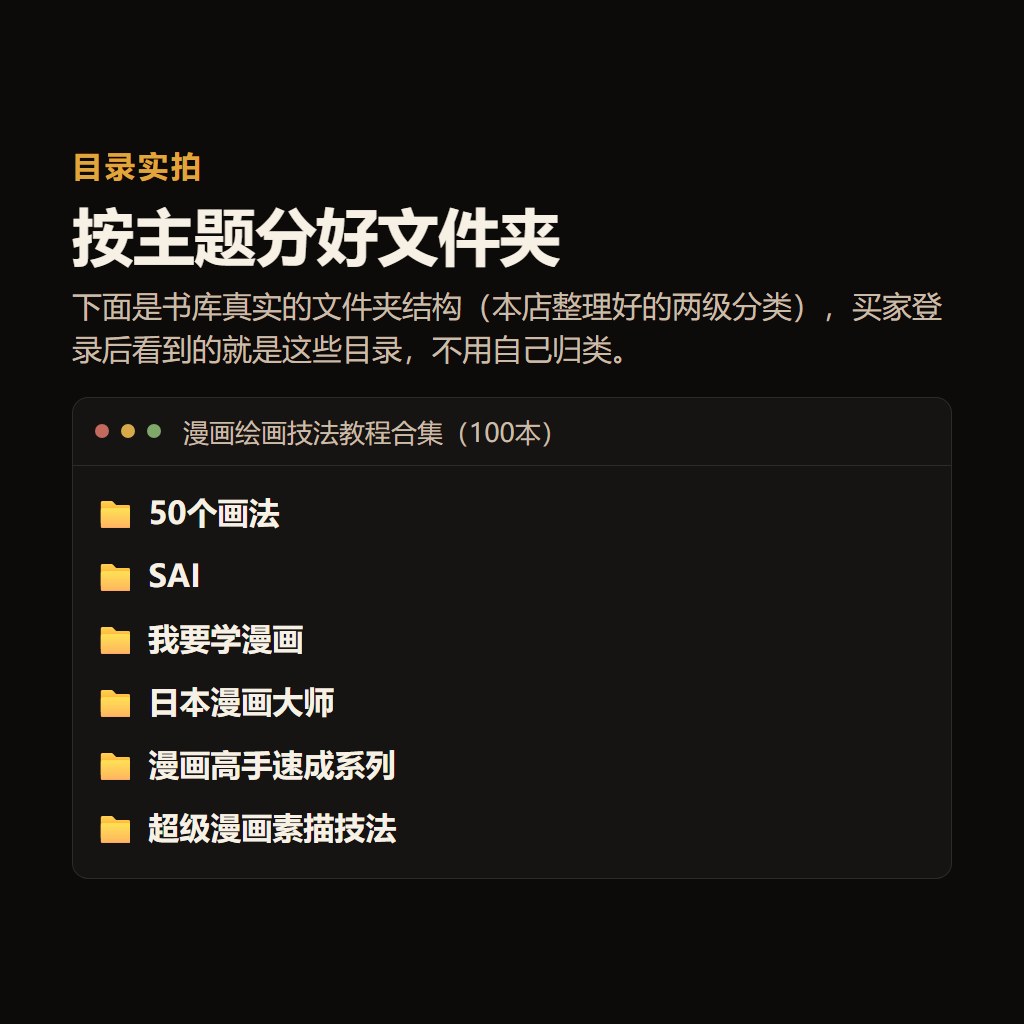 目录实拍
按主题分好文件夹
下面是书库真实的文件夹结构（本店整理好的两级分类），买家登
录后看到的就是这些目录，不用自己归类。
漫画绘画技法教程合集（100本）
50个画法
SAI
我要学漫画
日本漫画大师
漫画高手速成系列
超级漫画素描技法